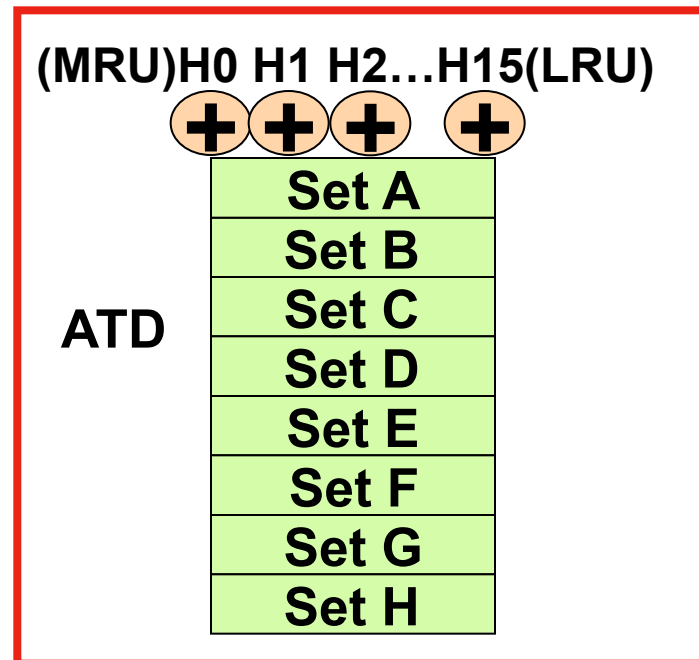 (MRU)H0 H1 H2…H15(LRU)
+ + + +
Set A
Set B
Set C
ATD
Set D
Set E
Set F
Set G
Set H